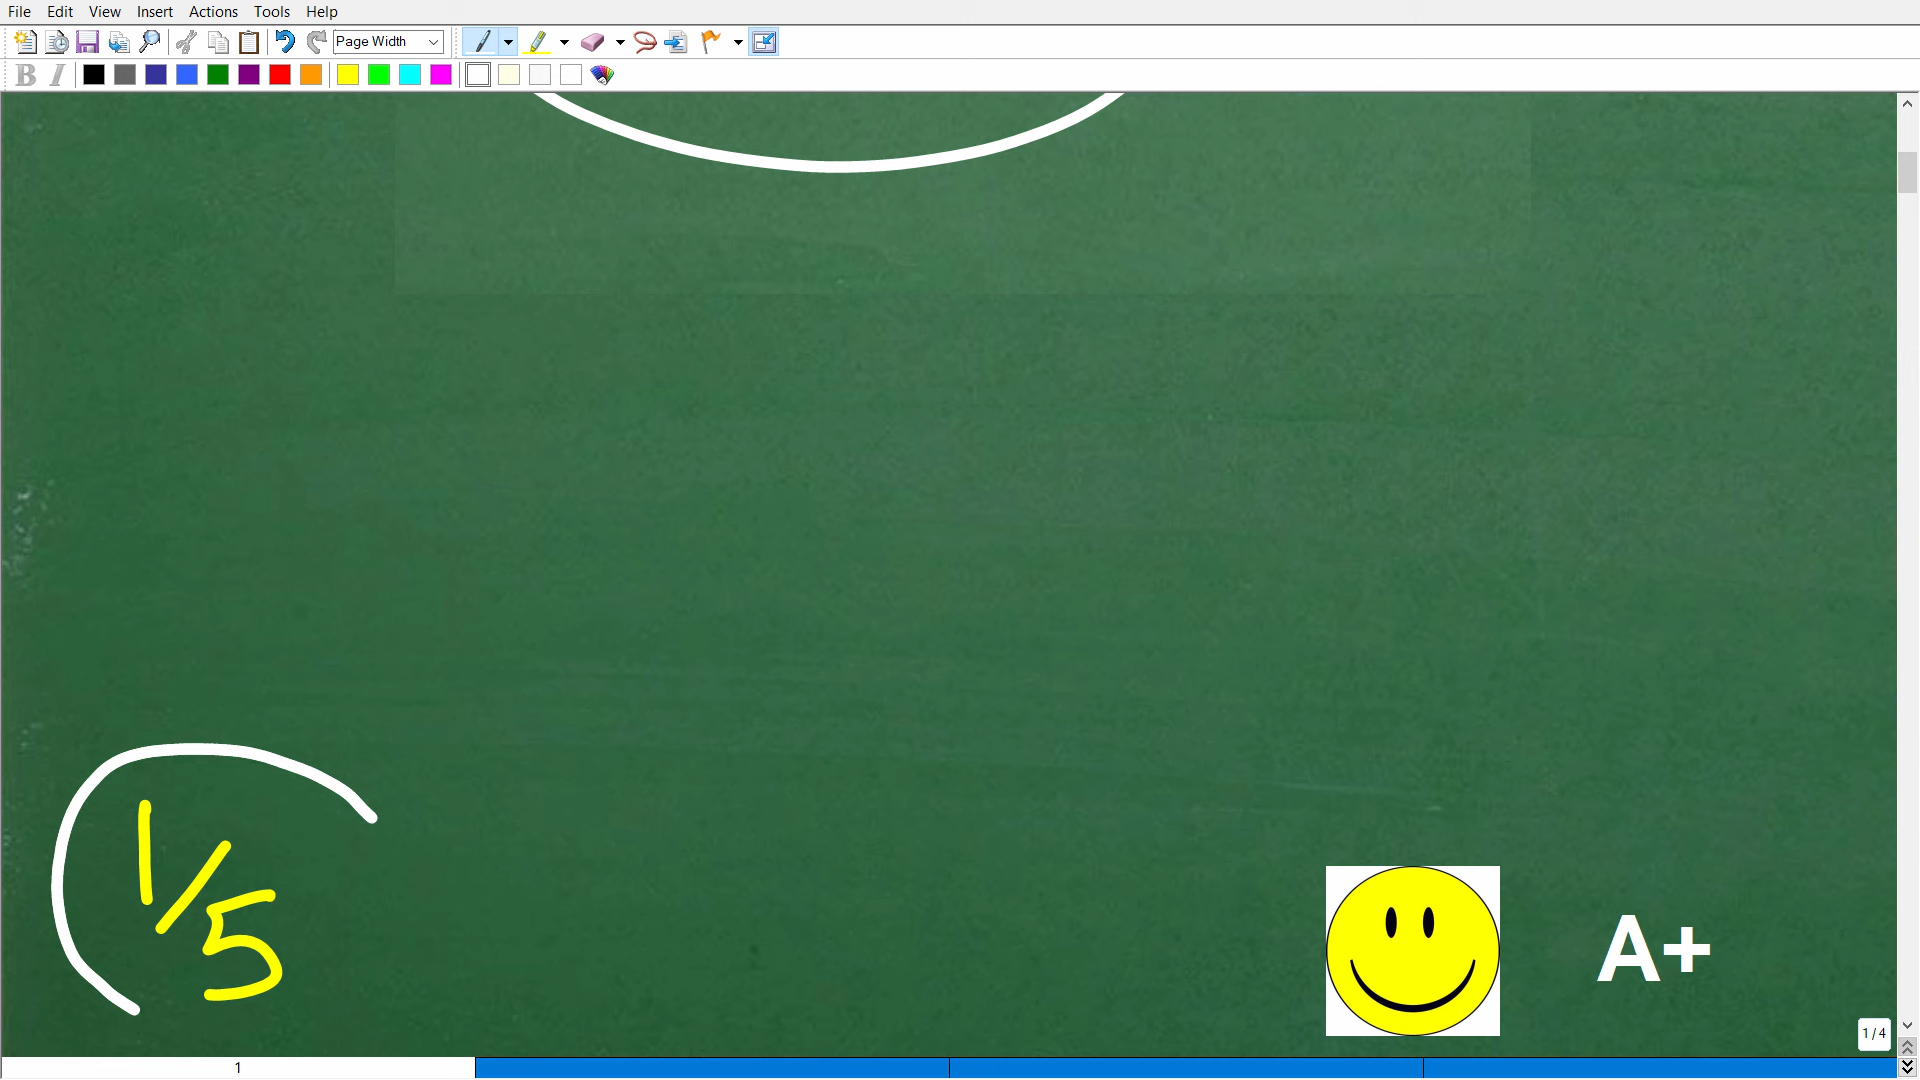 File Edit View Insert Actions Tools Help
Page Width
B I
1/5
A+
1 / 4
1